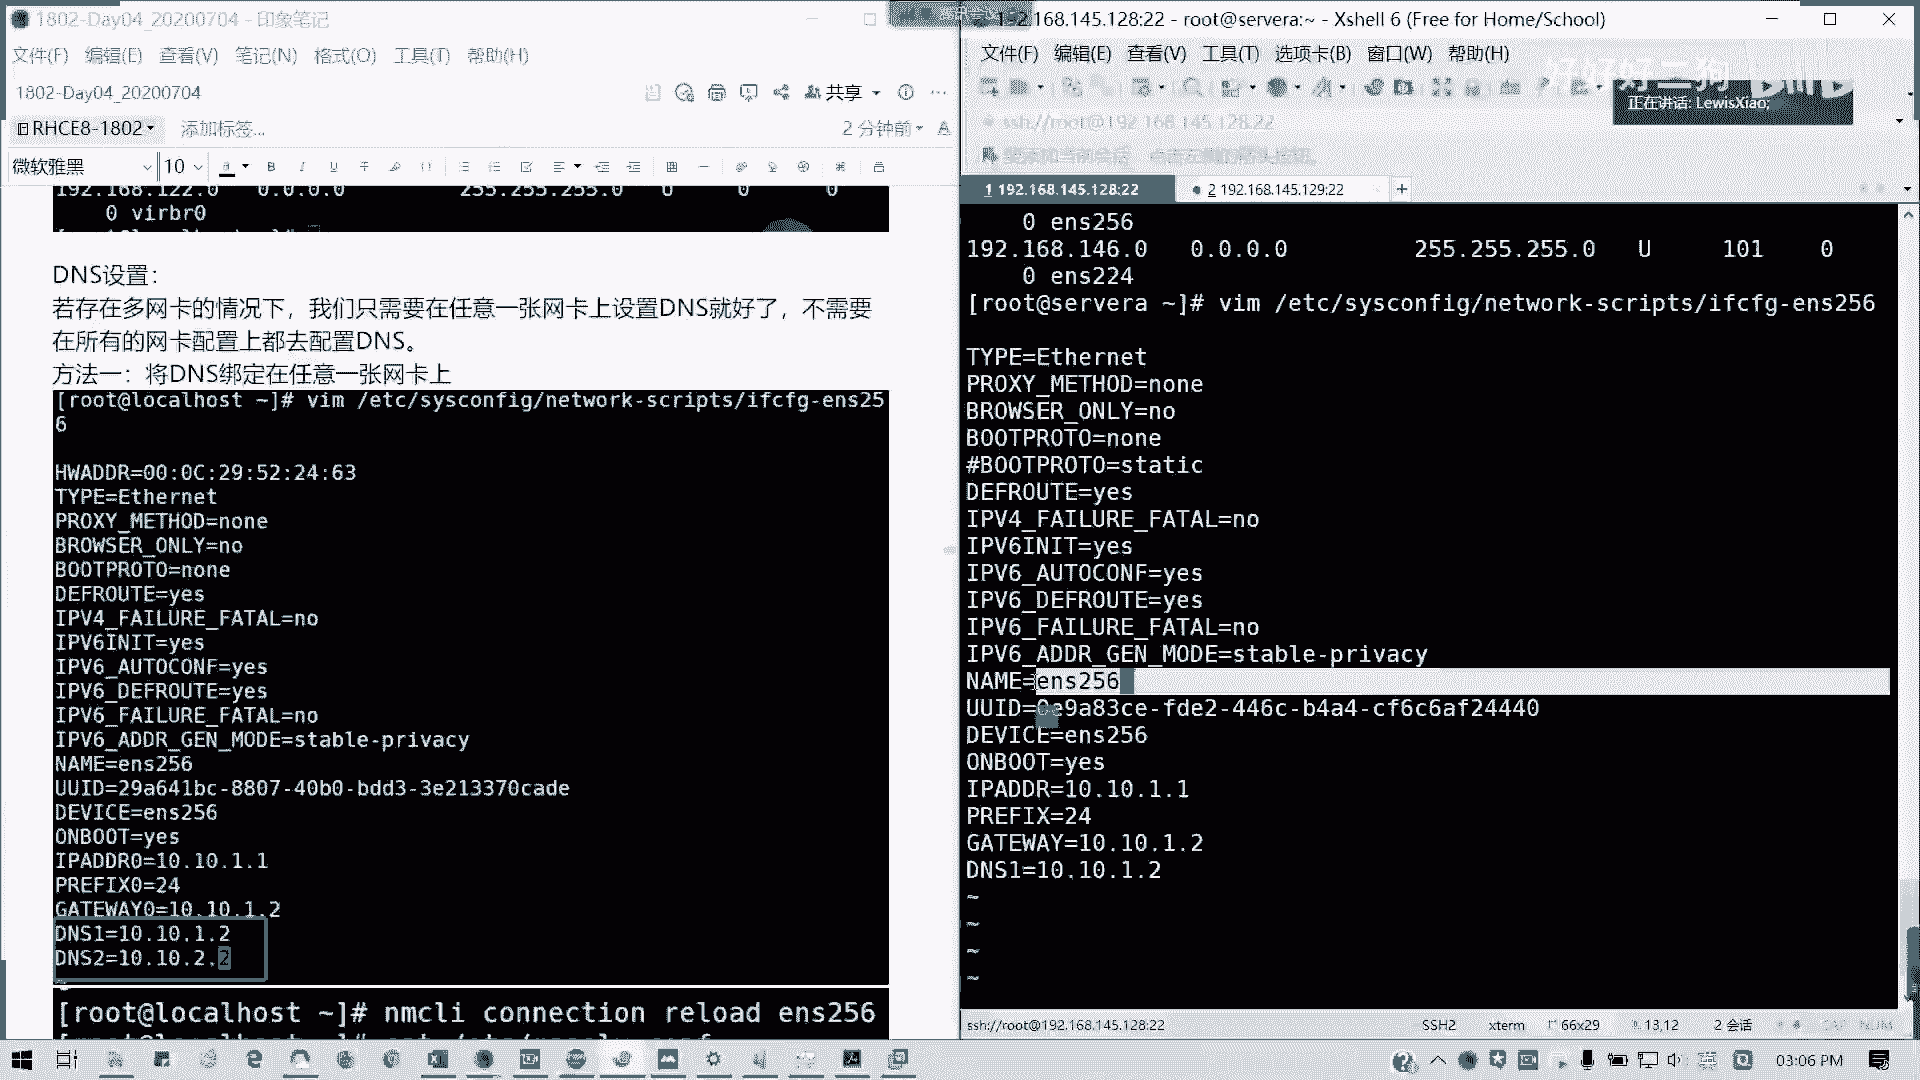 1802-Day04_20200704 - 印象笔记
文件(F) 编辑(E) 查看(V) 笔记(N) 格式(O) 工具(T) 帮助(H)
1802-Day04_20200704
共享
RHCE8-1802
添加标签...
2 分钟前
微软雅黑
10
192.168.122.0 0.0.0.0 255.255.255.0 U 0 0
0 virbr0
DNS设置：
若存在多网卡的情况下，我们只需要在任意一张网卡上设置DNS就好了，不需要
在所有的网卡配置上都去配置DNS。
方法一：将DNS绑定在任意一张网卡上
[root@localhost ~]# vim /etc/sysconfig/network-scripts/ifcfg-ens25
6
HWADDR=00:0C:29:52:24:63
TYPE=Ethernet
PROXY_METHOD=none
BROWSER_ONLY=no
BOOTPROTO=none
DEFROUTE=yes
IPV4_FAILURE_FATAL=no
IPV6INIT=yes
IPV6_AUTOCONF=yes
IPV6_DEFROUTE=yes
IPV6_FAILURE_FATAL=no
IPV6_ADDR_GEN_MODE=stable-privacy
NAME=ens256
UUID=29a641bc-8807-40b0-bdd3-3e213370cade
DEVICE=ens256
ONBOOT=yes
IPADDR0=10.10.1.1
PREFIX0=24
GATEWAY0=10.10.1.2
DNS1=10.10.1.2
DNS2=10.10.2.2
[root@localhost ~]# nmcli connection reload ens256
192.168.145.128:22 - root@servera:~ - Xshell 6 (Free for Home/School)
文件(F) 编辑(E) 查看(V) 工具(T) 选项卡(B) 窗口(W) 帮助(H)
正在讲话: LewisXiao;
ssh://root@192.168.145.128:22
1 192.168.145.128:22
2 192.168.145.129:22
0 ens256
192.168.146.0 0.0.0.0 255.255.255.0 U 101 0
0 ens224
[root@servera ~]# vim /etc/sysconfig/network-scripts/ifcfg-ens256
TYPE=Ethernet
PROXY_METHOD=none
BROWSER_ONLY=no
BOOTPROTO=none
#BOOTPROTO=static
DEFROUTE=yes
IPV4_FAILURE_FATAL=no
IPV6INIT=yes
IPV6_AUTOCONF=yes
IPV6_DEFROUTE=yes
IPV6_FAILURE_FATAL=no
IPV6_ADDR_GEN_MODE=stable-privacy
NAME=ens256
UUID=0e9a83ce-fde2-446c-b4a4-cf6c6af24440
DEVICE=ens256
ONBOOT=yes
IPADDR=10.10.1.1
PREFIX=24
GATEWAY=10.10.1.2
DNS1=10.10.1.2
~
~
~
~
ssh://root@192.168.145.128:22 SSH2 xterm 66x29 13,12 2 会话 CAP NUM
03:06 PM